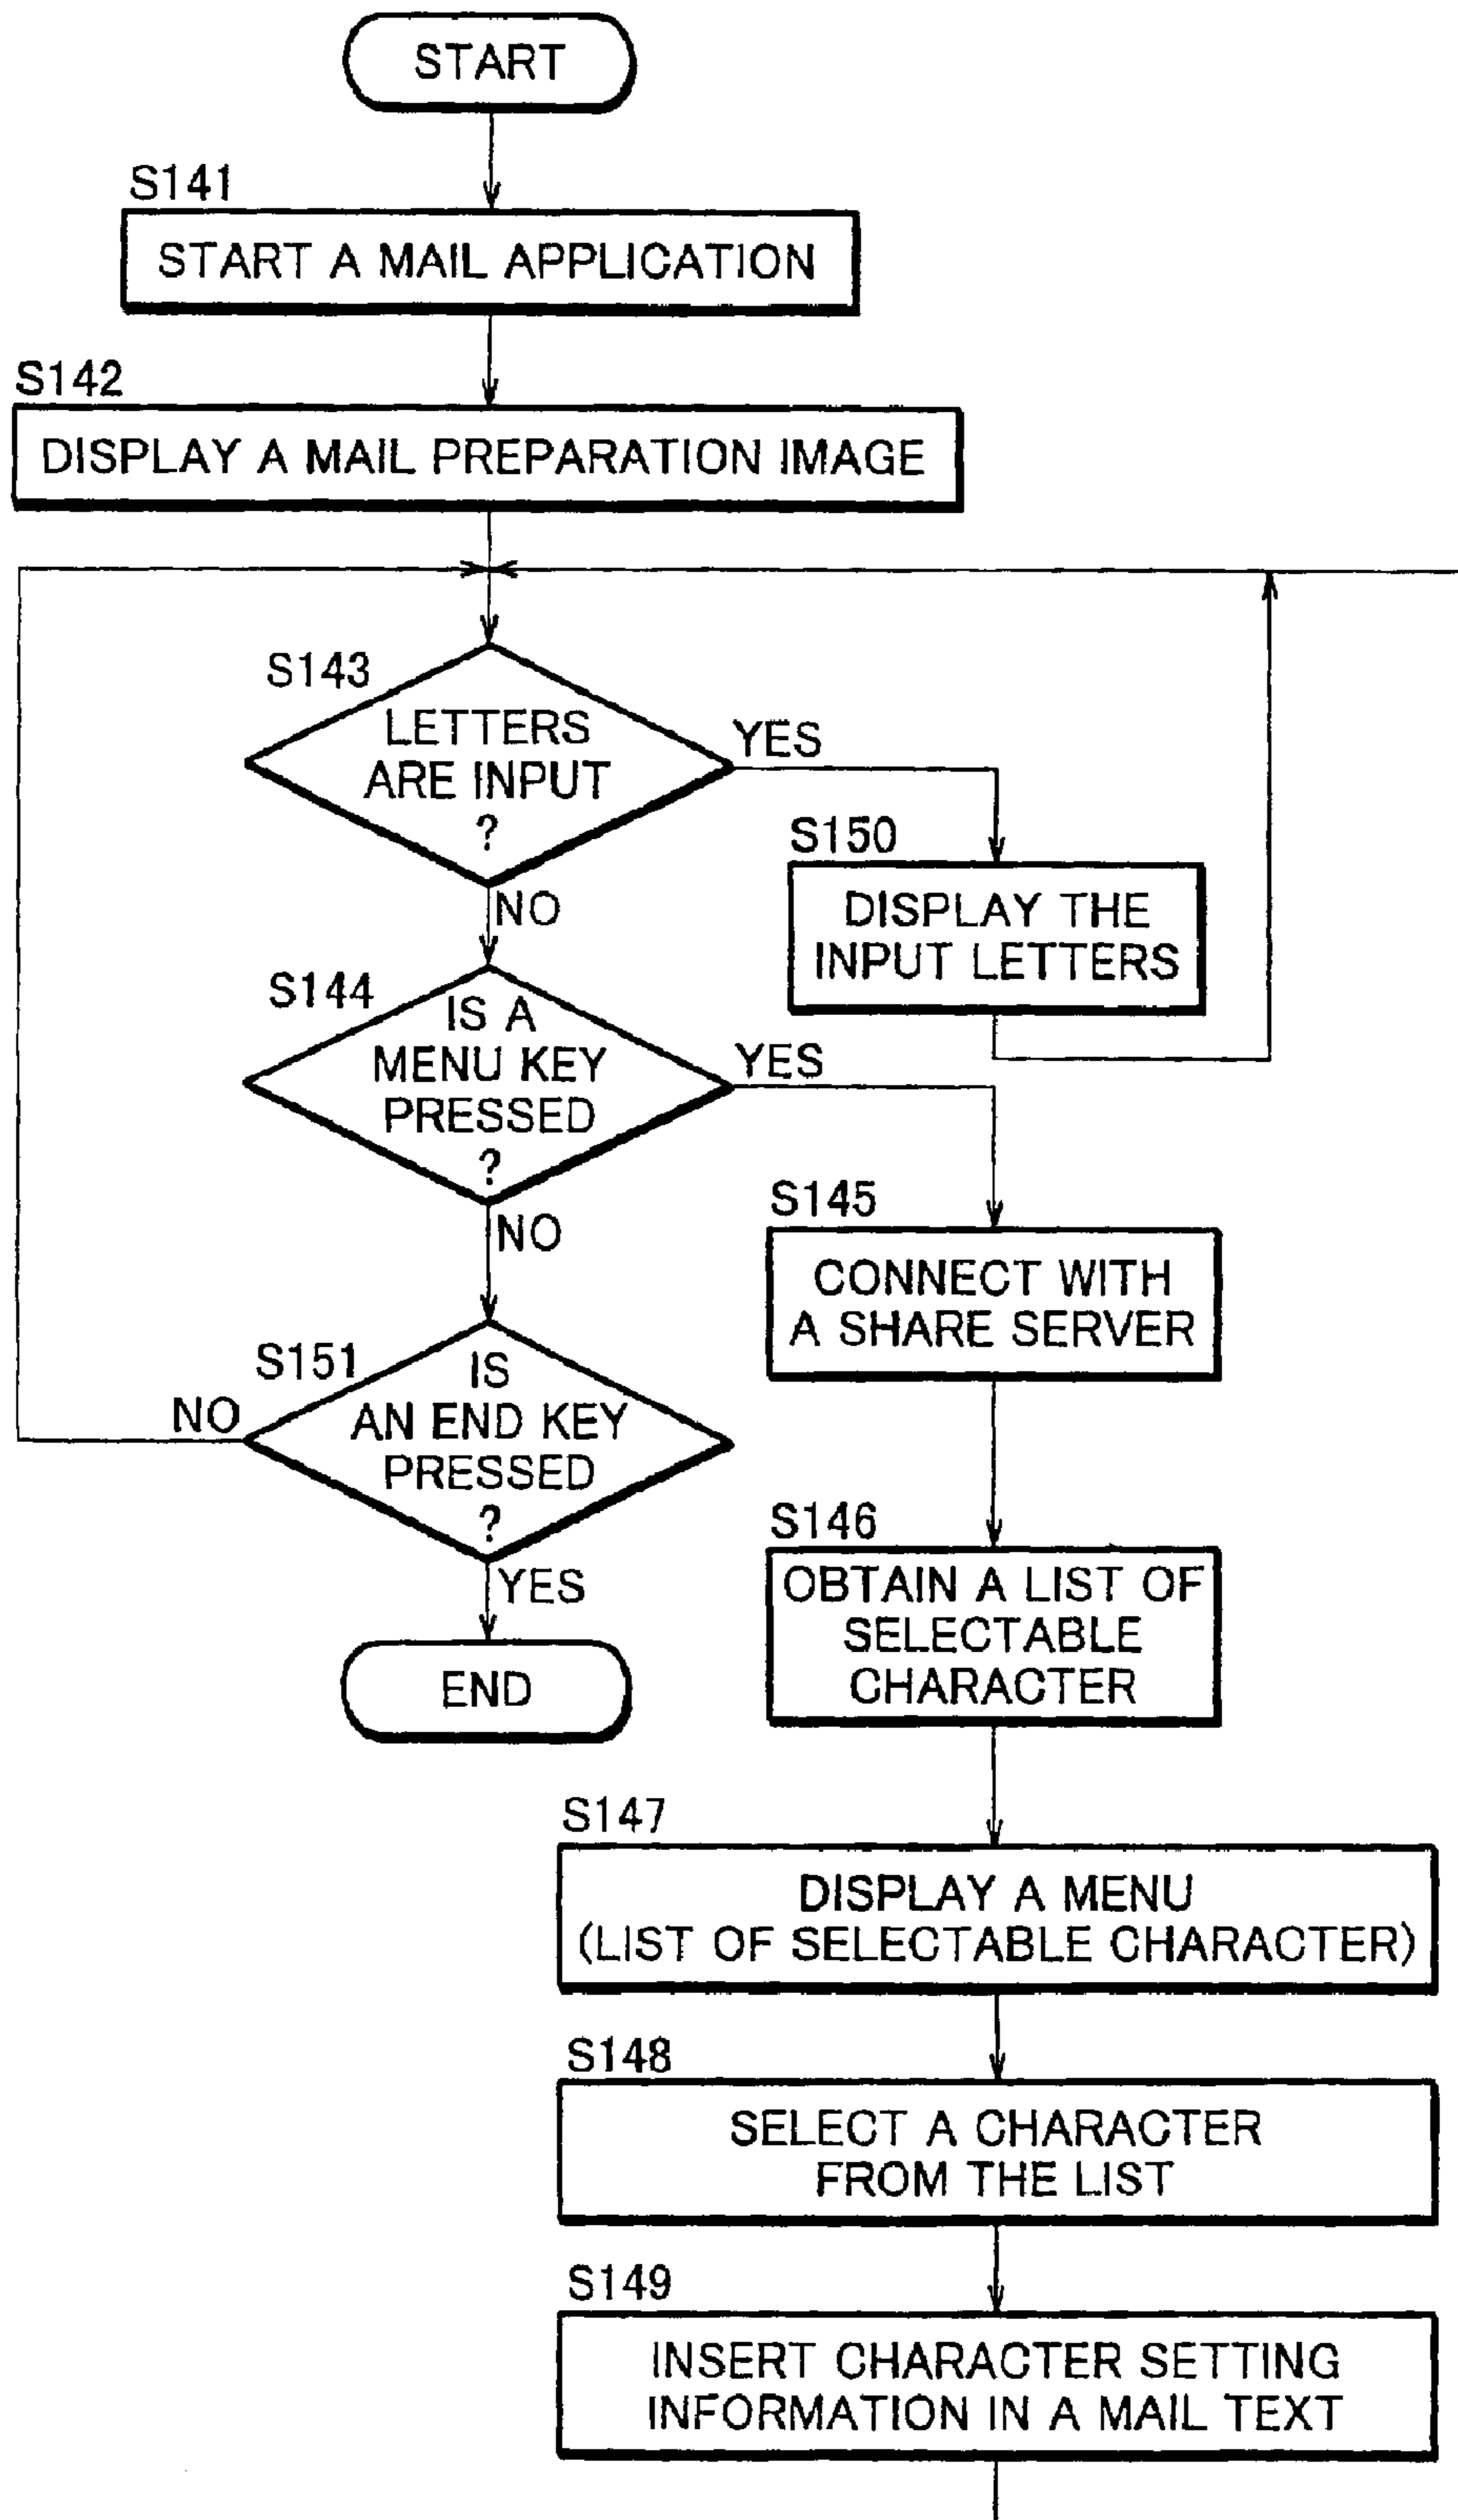 START
S141
START A MAIL APPLICATION
S142
DISPLAY A MAIL PREPARATION IMAGE
S143
LETTERS
ARE INPUT
?
YES
NO
S150
DISPLAY THE
INPUT LETTERS
S144
IS A
MENU KEY
PRESSED
?
YES
NO
S145
CONNECT WITH
A SHARE SERVER
S151
IS
AN END KEY
PRESSED
?
NO
YES
END
S146
OBTAIN A LIST OF
SELECTABLE
CHARACTER
S147
DISPLAY A MENU
(LIST OF SELECTABLE CHARACTER)
S148
SELECT A CHARACTER
FROM THE LIST
S149
INSERT CHARACTER SETTING
INFORMATION IN A MAIL TEXT